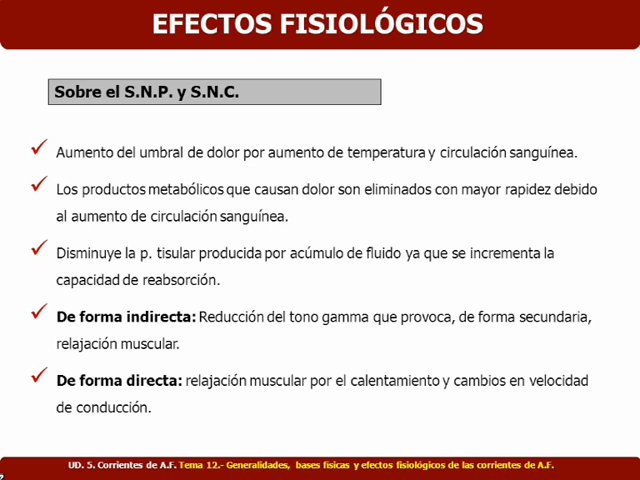 EFECTOS FISIOLÓGICOS
Sobre el S.N.P. y S.N.C.
Aumento del umbral de dolor por aumento de temperatura y circulación sanguínea.
Los productos metabólicos que causan dolor son eliminados con mayor rapidez debido
al aumento de circulación sanguínea.
Disminuye la p. tisular producida por acúmulo de fluido ya que se incrementa la
capacidad de reabsorción.
De forma indirecta: Reducción del tono gamma que provoca, de forma secundaria,
relajación muscular.
De forma directa: relajación muscular por el calentamiento y cambios en velocidad
de conducción.
UD. 5. Corrientes de A.F. Tema 12.- Generalidades, bases físicas y efectos fisiológicos de las corrientes de A.F.